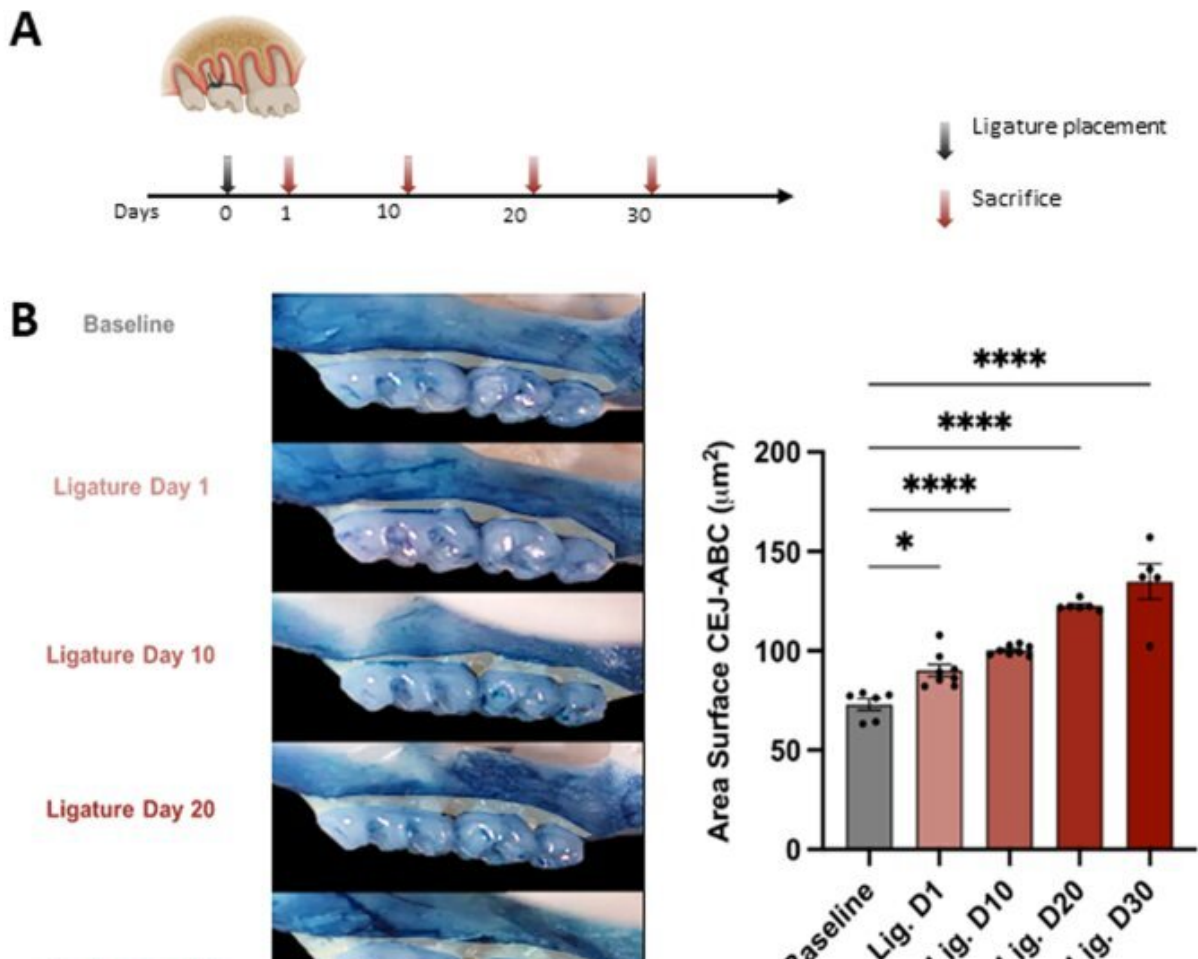 A
Ligature placement
Sacrifice
Days 0 1 10 20 30
B
Baseline
Ligature Day 1
Ligature Day 10
Ligature Day 20
****
****
****
*
Area Surface CEJ-ABC (μm²)
200
150
100
50
0
Baseline
Lig. D1
Lig. D10
Lig. D20
Lig. D30